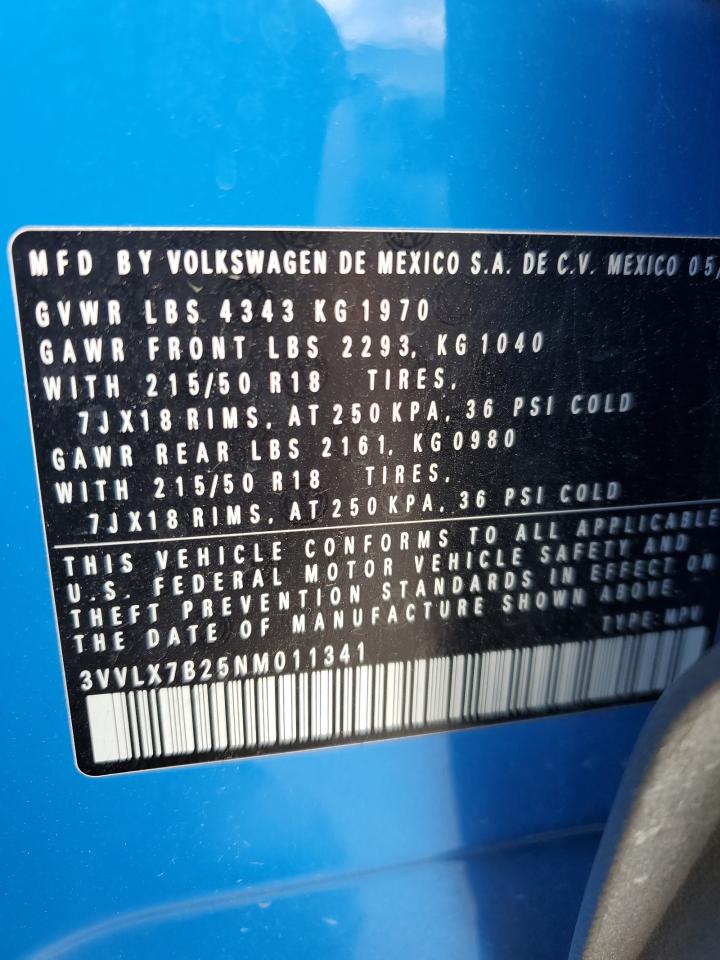 MFD BY VOLKSWAGEN DE MEXICO S.A. DE C.V. MEXICO 05/
GVWR LBS 4343 KG 1970
GAWR FRONT LBS 2293, KG 1040
WITH 215/50 R18 TIRES,
7JX18 RIMS, AT 250 KPA, 36 PSI COLD
GAWR REAR LBS 2161, KG0980
WITH 215/50 R18 TIRES,
7JX18 RIMS, AT 250 KPA, 36 PSI COLD
THIS VEHICLE CONFORMS TO ALL APPLICABLE
U.S. FEDERAL MOTOR VEHICLE SAFETY AND
THEFT PREVENTION STANDARDS IN EFFECT ON
THE DATE OF MANUFACTURE SHOWN ABOVE.
TYPE: MPV
3VVLX7B25NM011341